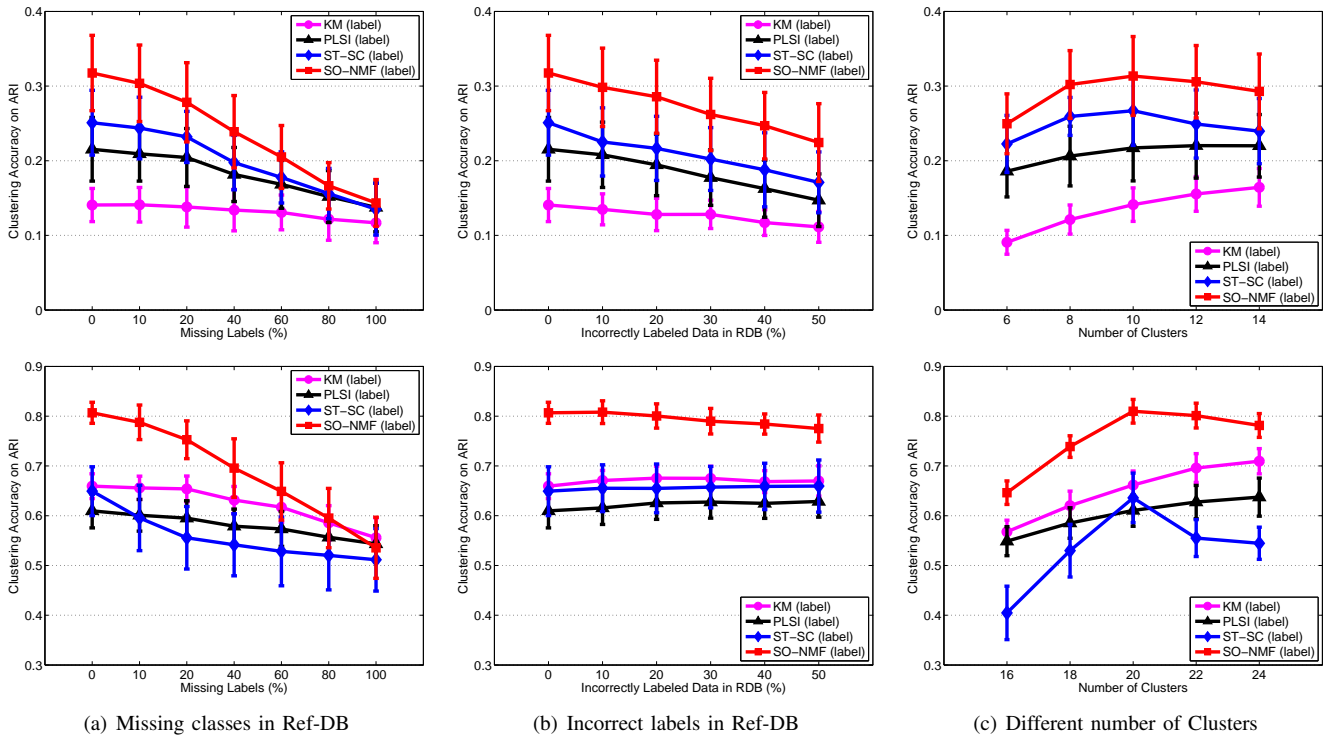 KM (label)
PLSI (label)
ST-SC (label)
SO-NMF (label)
Clustering Accuracy on ARI
0.4
0.3
0.2
0.1
0
0 10 20 40 60 80 100
Missing Labels (%)
KM (label)
PLSI (label)
ST-SC (label)
SO-NMF (label)
Clustering Accuracy on ARI
0.4
0.3
0.2
0.1
0
0 10 20 30 40 50
Incorrectly Labeled Data in RDB (%)
KM (label)
PLSI (label)
ST-SC (label)
SO-NMF (label)
Clustering Accuracy on ARI
0.4
0.3
0.2
0.1
0
6 8 10 12 14
Number of Clusters
KM (label)
PLSI (label)
ST-SC (label)
SO-NMF (label)
Clustering Accuracy on ARI
0.9
0.8
0.7
0.6
0.5
0.4
0.3
0 10 20 40 60 80 100
Missing Labels (%)
KM (label)
PLSI (label)
ST-SC (label)
SO-NMF (label)
Clustering Accuracy on ARI
0.9
0.8
0.7
0.6
0.5
0.4
0.3
0 10 20 30 40 50
Incorrectly Labeled Data in RDB (%)
KM (label)
PLSI (label)
ST-SC (label)
SO-NMF (label)
Clustering Accuracy on ARI
0.9
0.8
0.7
0.6
0.5
0.4
0.3
16 18 20 22 24
Number of Clusters
(a) Missing classes in Ref-DB
(b) Incorrect labels in Ref-DB
(c) Different number of Clusters